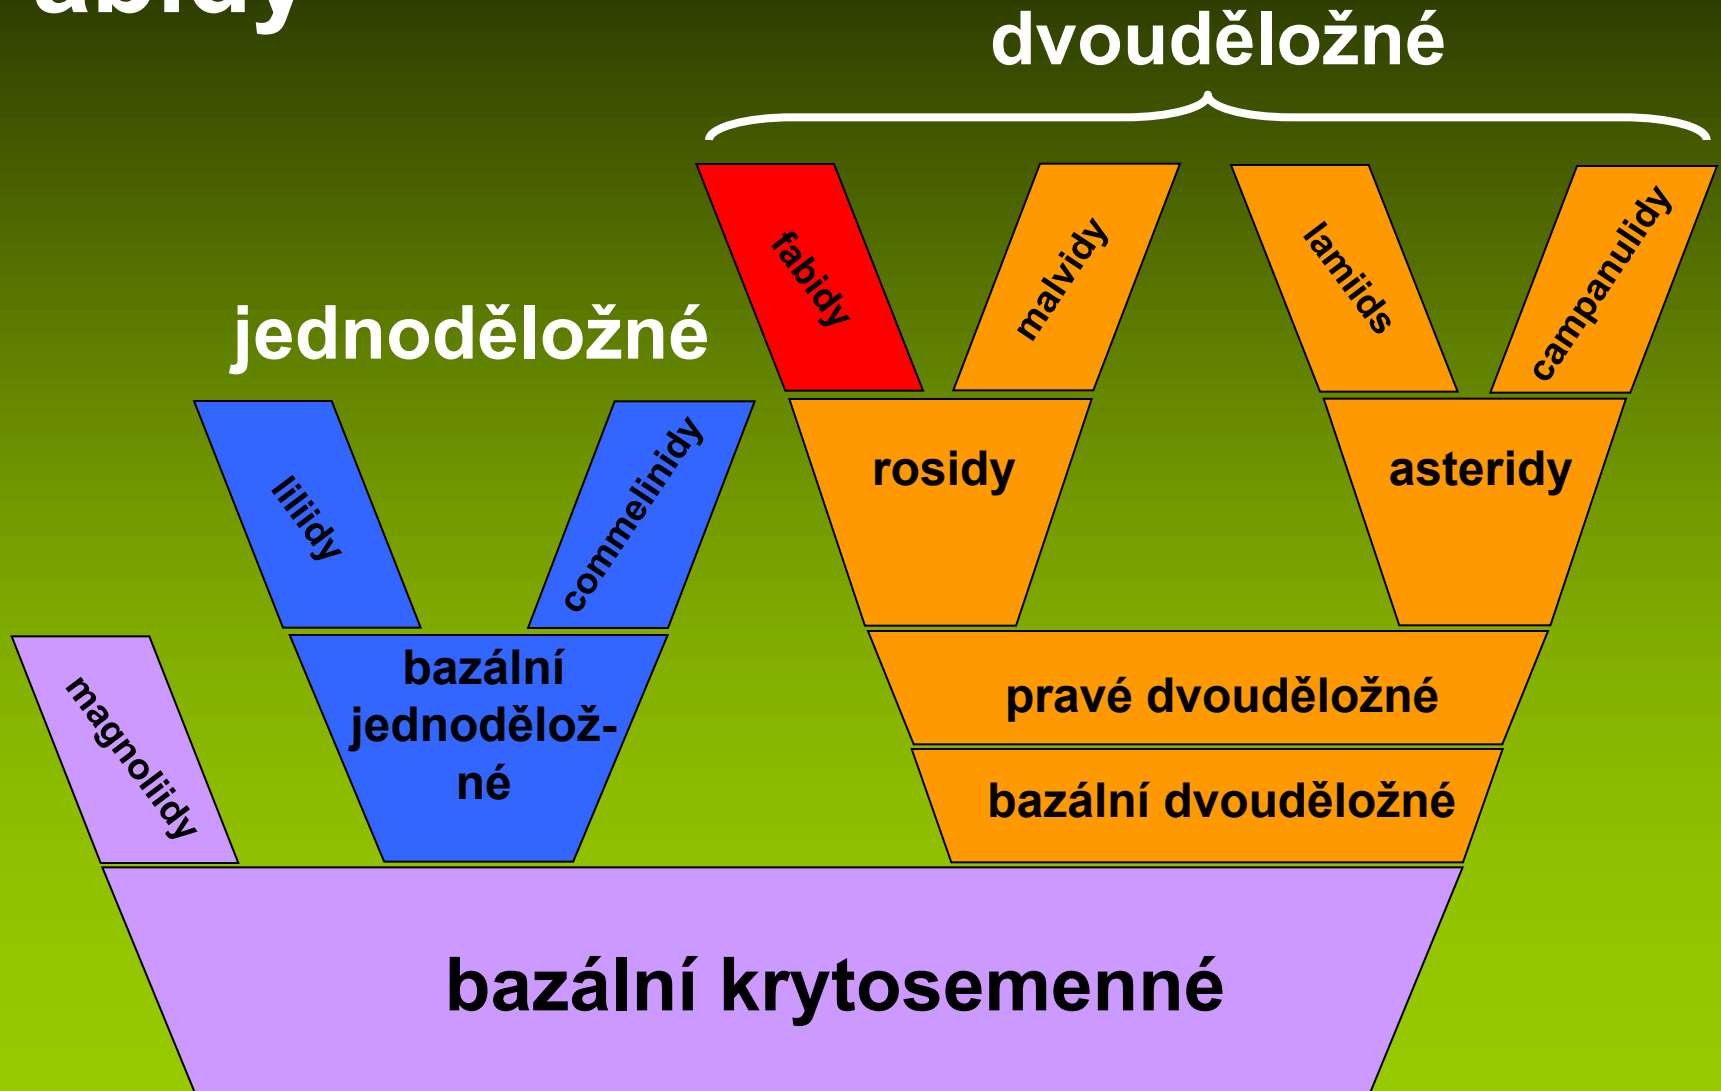 abidy
dvouděložné
fabidy
malvidy
lamiids
campanulidy
jednoděložné
liliidy
commelinidy
rosidy
asteridy
magnoliidy
bazální
jednodělož-
né
pravé dvouděložné
bazální dvouděložné
bazální krytosemenné